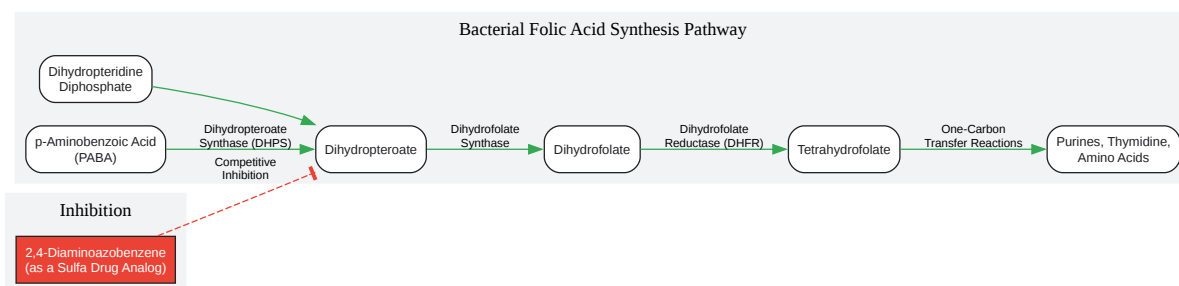 Bacterial Folic Acid Synthesis Pathway
Dihydropteridine
Diphosphate
p-Aminobenzoic Acid
(PABA)
Dihydropteroate
Synthase (DHPS)
Competitive
Inhibition
Dihydropteroate
Dihydrofolate
Synthase
Dihydrofolate
Dihydrofolate
Reductase (DHFR)
Tetrahydrofolate
One-Carbon
Transfer Reactions
Purines, Thymidine,
Amino Acids
Inhibition
2,4-Diaminoazobenzene
(as a Sulfa Drug Analog)